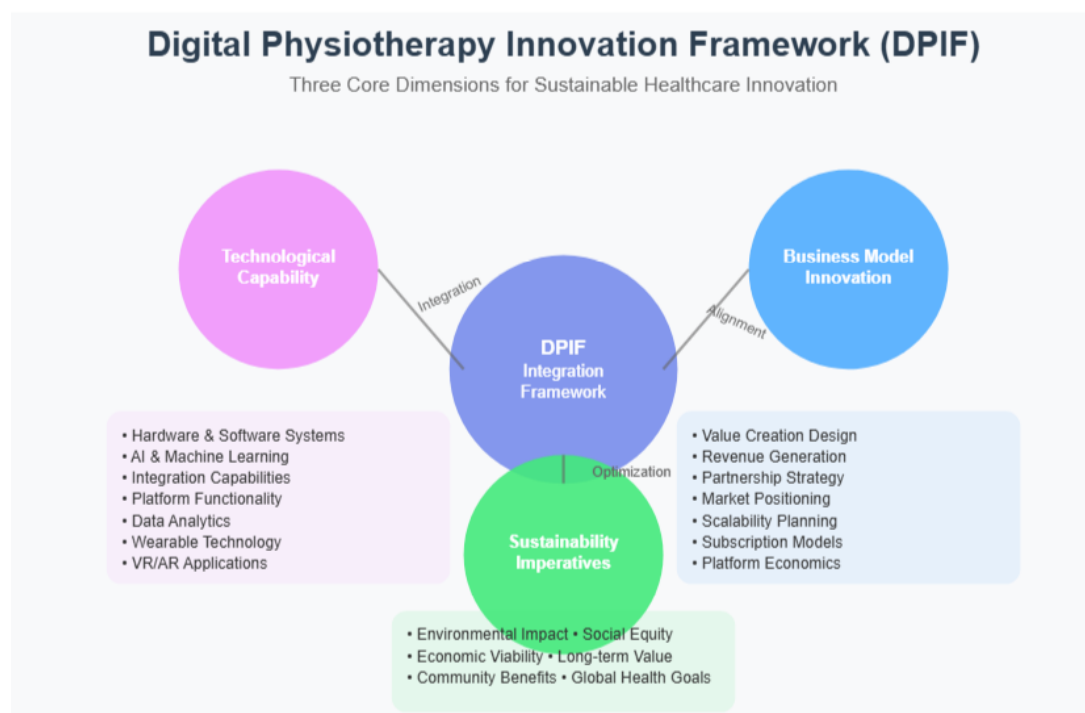 Digital Physiotherapy Innovation Framework (DPIF)
Three Core Dimensions for Sustainable Healthcare Innovation
Technological
Capability
Integration
DPIF
Integration
Framework
Alignment
Business Model
Innovation
• Hardware & Software Systems
• AI & Machine Learning
• Integration Capabilities
• Platform Functionality
• Data Analytics
• Wearable Technology
• VR/AR Applications
Optimization
Sustainability
Imperatives
• Value Creation Design
• Revenue Generation
• Partnership Strategy
• Market Positioning
• Scalability Planning
• Subscription Models
• Platform Economics
• Environmental Impact • Social Equity
• Economic Viability • Long-term Value
• Community Benefits • Global Health Goals